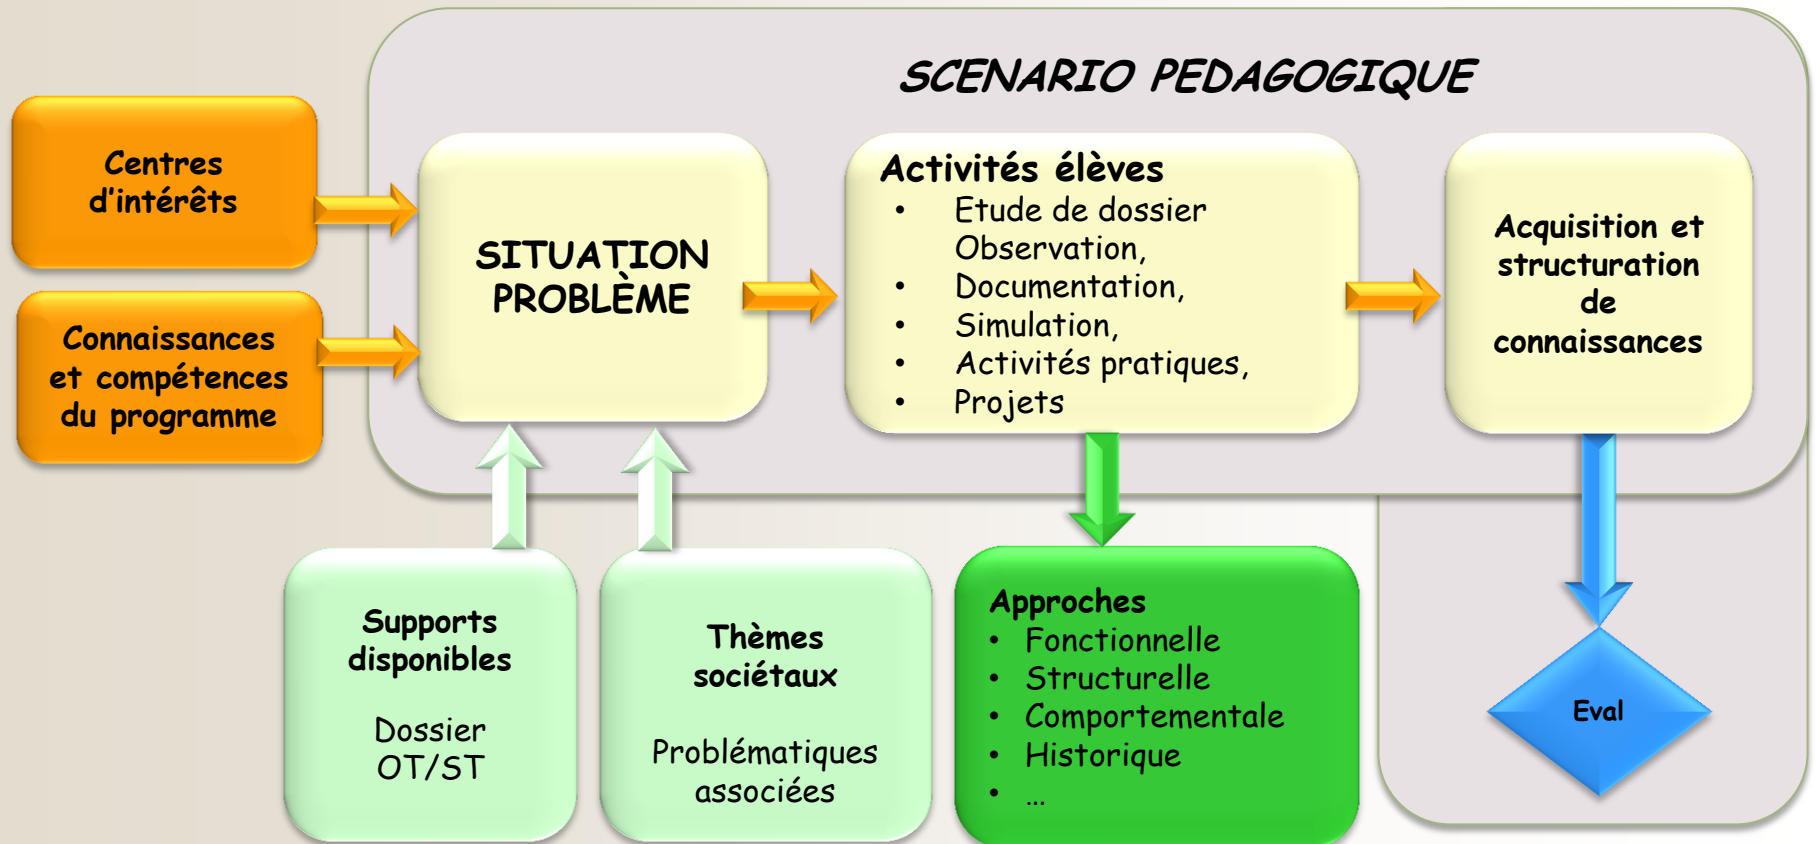 SCENARIO PEDAGOGIQUE
Centres
d'intérêts
Connaissances
et compétences
du programme
SITUATION
PROBLÈME
Activités élèves
• Etude de dossier
Observation,
• Documentation,
• Simulation,
• Activités pratiques,
• Projets
Acquisition et
structuration
de
connaissances
Supports
disponibles
Dossier
OT/ST
Thèmes
sociétaux
Problématiques
associées
Approches
• Fonctionnelle
• Structurelle
• Comportementale
• Historique
• …
Eval